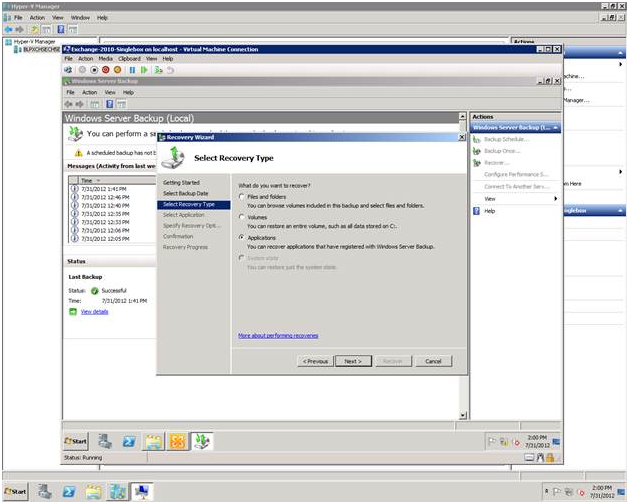 Hyper-V Manager
File Action View Window Help
Hyper-V Manager
Actions
Exchange-2010-Singlebox on localhost - Virtual Machine Connection
File Action Media Clipboard View Help
Windows Server Backup
File Action View Help
Windows Server Backup (Local)
You can perform a
A scheduled backup has not
Messages (Activity from last we
Time
7/31/2012 1:41 PM
7/31/2012 12:46 PM
7/31/2012 12:40 PM
7/31/2012 12:33 PM
7/31/2012 12:06 PM
7/31/2012 12:05 PM
Status
Last Backup
Status: Successful
Time: 7/31/2012 1:41 PM
View details
Recovery Wizard
Select Recovery Type
Getting Started
Select Backup Date
Select Recovery Type
Select Application
Specify Recovery Opti...
Confirmation
Recovery Progress
What do you want to recover?
Files and folders
You can browse volumes included in this backup and select files and folders.
Volumes
You can restore an entire volume, such as all data stored on C:.
Applications
You can recover applications that have registered with Windows Server Backup.
System state
You can restore just the system state.
More about performing recoveries
< Previous Next > Recover Cancel
Actions
Windows Server Backup (L...
Backup Schedule...
Backup Once...
Recover...
Configure Performance S...
Connect To Another Serv...
View
Help
achine...
Manager...
n Here
nglebox
Start
2:00 PM
7/31/2012
Status: Running
Start
2:00 PM
7/31/2012